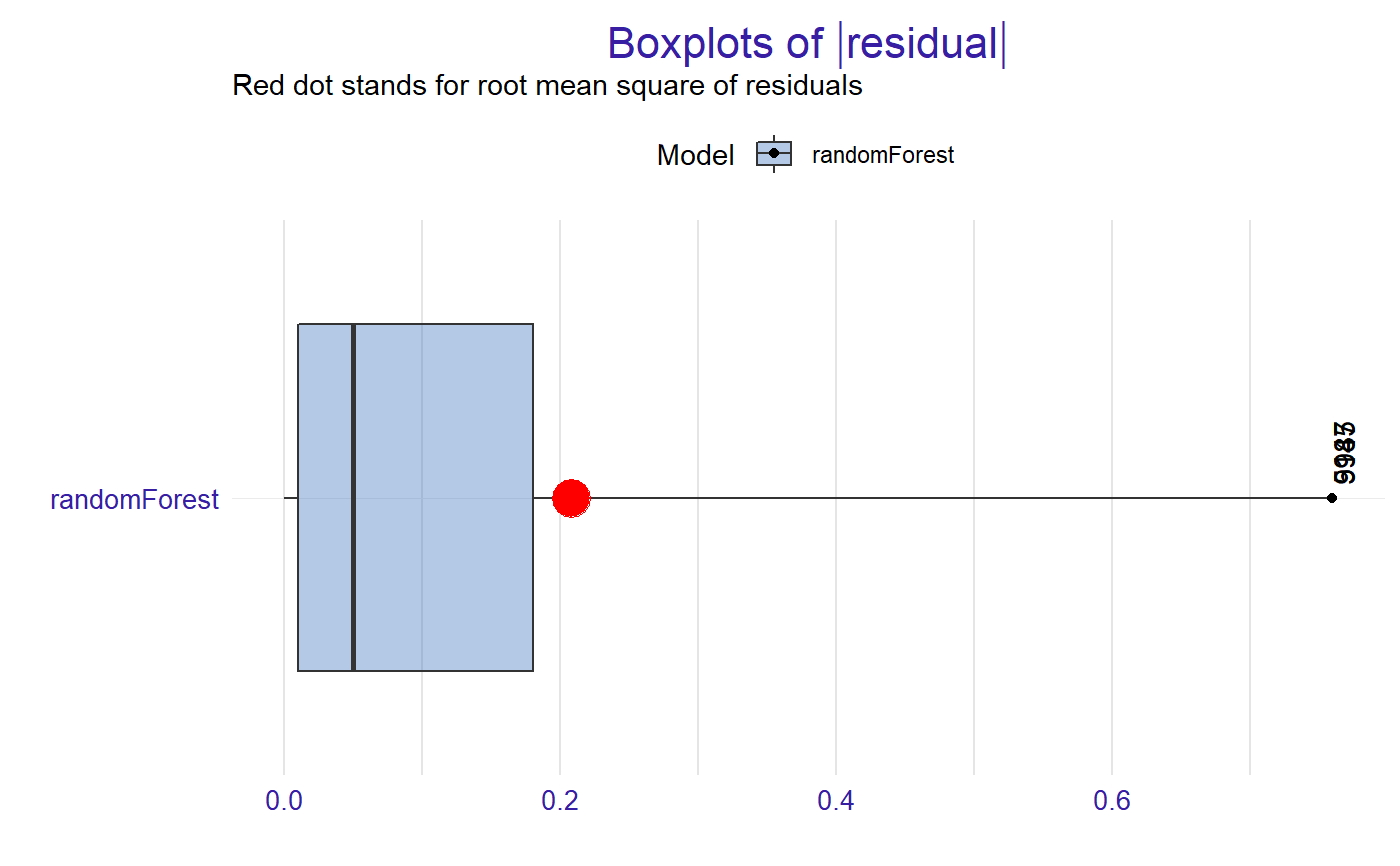 Boxplots of |residual|
Red dot stands for root mean square of residuals
Model randomForest
randomForest
0.0 0.2 0.4 0.6